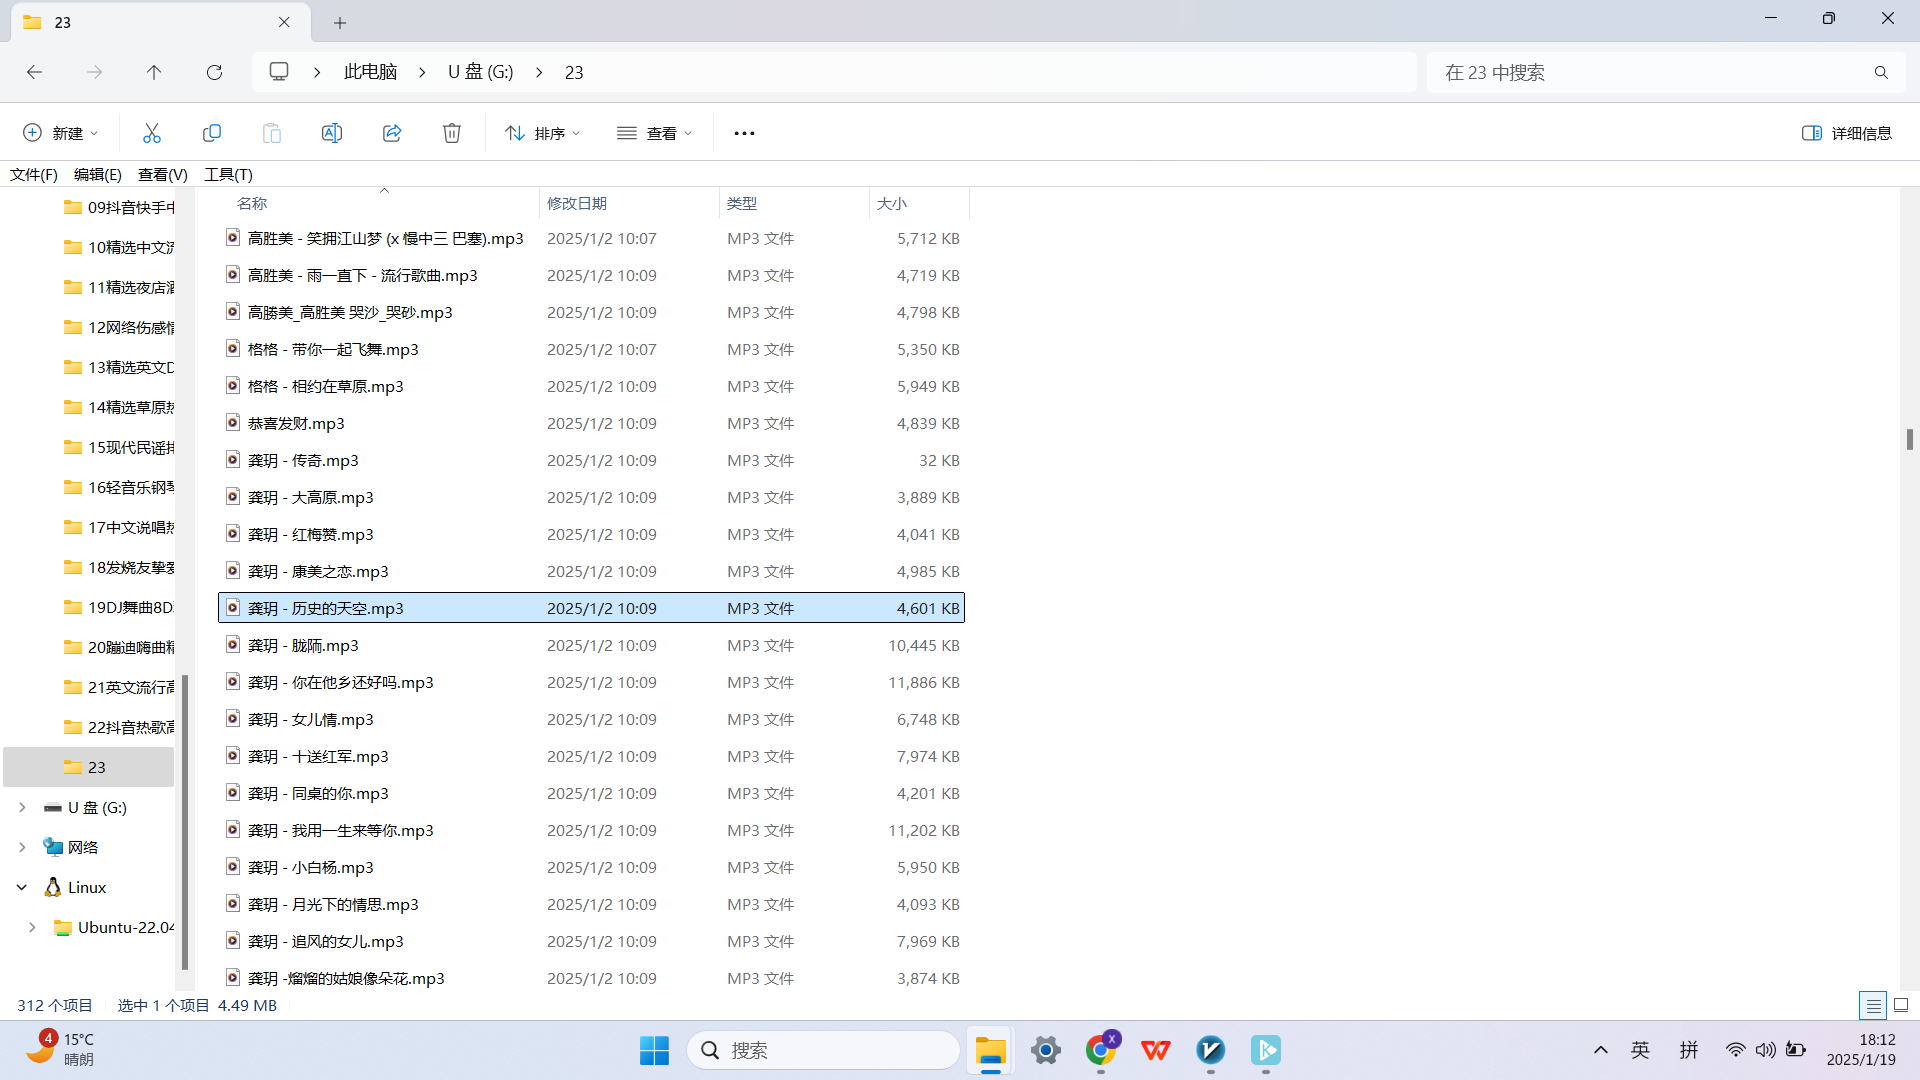 23
此电脑 > U 盘 (G:) > 23
在 23 中搜索
新建
排序
查看
详细信息
文件(F) 编辑(E) 查看(V) 工具(T)
名称 修改日期 类型 大小
09抖音快手中
10精选中文流
11精选夜店酒
12网络伤感情
13精选英文D
14精选草原热
15现代民谣排
16轻音乐钢琴
17中文说唱热
18发烧友挚爱
19DJ舞曲8D
20蹦迪嗨曲精
21英文流行高
22抖音热歌高
23
U 盘 (G:)
网络
Linux
Ubuntu-22.04
高胜美 - 笑拥江山梦 (x 慢中三 巴塞).mp3 2025/1/2 10:07 MP3 文件 5,712 KB
高胜美 - 雨一直下 - 流行歌曲.mp3 2025/1/2 10:09 MP3 文件 4,719 KB
高勝美_高胜美 哭沙_哭砂.mp3 2025/1/2 10:09 MP3 文件 4,798 KB
格格 - 带你一起飞舞.mp3 2025/1/2 10:07 MP3 文件 5,350 KB
格格 - 相约在草原.mp3 2025/1/2 10:09 MP3 文件 5,949 KB
恭喜发财.mp3 2025/1/2 10:09 MP3 文件 4,839 KB
龚玥 - 传奇.mp3 2025/1/2 10:09 MP3 文件 32 KB
龚玥 - 大高原.mp3 2025/1/2 10:09 MP3 文件 3,889 KB
龚玥 - 红梅赞.mp3 2025/1/2 10:09 MP3 文件 4,041 KB
龚玥 - 康美之恋.mp3 2025/1/2 10:09 MP3 文件 4,985 KB
龚玥 - 历史的天空.mp3 2025/1/2 10:09 MP3 文件 4,601 KB
龚玥 - 胧陑.mp3 2025/1/2 10:09 MP3 文件 10,445 KB
龚玥 - 你在他乡还好吗.mp3 2025/1/2 10:09 MP3 文件 11,886 KB
龚玥 - 女儿情.mp3 2025/1/2 10:09 MP3 文件 6,748 KB
龚玥 - 十送红军.mp3 2025/1/2 10:09 MP3 文件 7,974 KB
龚玥 - 同桌的你.mp3 2025/1/2 10:09 MP3 文件 4,201 KB
龚玥 - 我用一生来等你.mp3 2025/1/2 10:09 MP3 文件 11,202 KB
龚玥 - 小白杨.mp3 2025/1/2 10:09 MP3 文件 5,950 KB
龚玥 - 月光下的情思.mp3 2025/1/2 10:09 MP3 文件 4,093 KB
龚玥 - 追风的女儿.mp3 2025/1/2 10:09 MP3 文件 7,969 KB
龚玥 -熘熘的姑娘像朵花.mp3 2025/1/2 10:09 MP3 文件 3,874 KB
312 个项目 选中 1 个项目 4.49 MB
4
15°C
晴朗
搜索
X
英
拼
18:12
2025/1/19